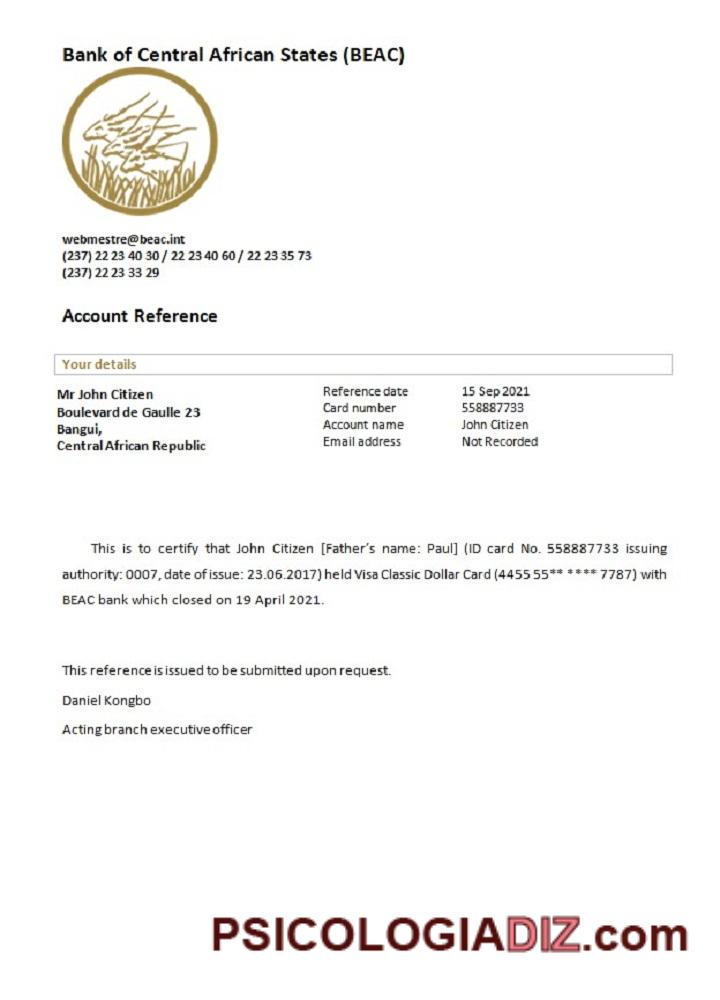 Bank of Central African States (BEAC)
webmestre@beac.int
(237) 22 23 40 30 / 22 23 40 60 / 22 23 35 73
(237) 22 23 33 29
Account Reference
Your details
Mr John Citizen
Boulevard de Gaulle 23
Bangui,
Central African Republic
Reference date 15 Sep 2021
Card number 558887733
Account name John Citizen
Email address Not Recorded
This is to certify that John Citizen [Father's name: Paul] (ID card No. 558887733 issuing
authority: 0007, date of issue: 23.06.2017) held Visa Classic Dollar Card (4455 55** **** 7787) with
BEAC bank which closed on 19 April 2021.
This reference is issued to be submitted upon request.
Daniel Kongbo
Acting branch executive officer
PSICOLOGIADIZ.com